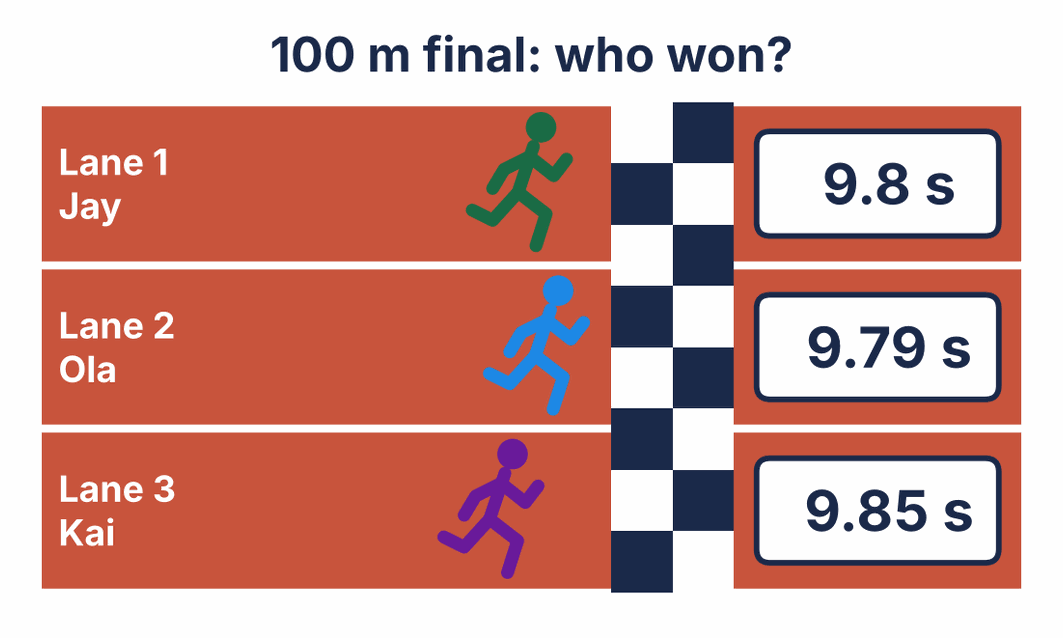 100 m final: who won?
Lane 1
Jay
9.8 s
Lane 2
Ola
9.79 s
Lane 3
Kai
9.85 s